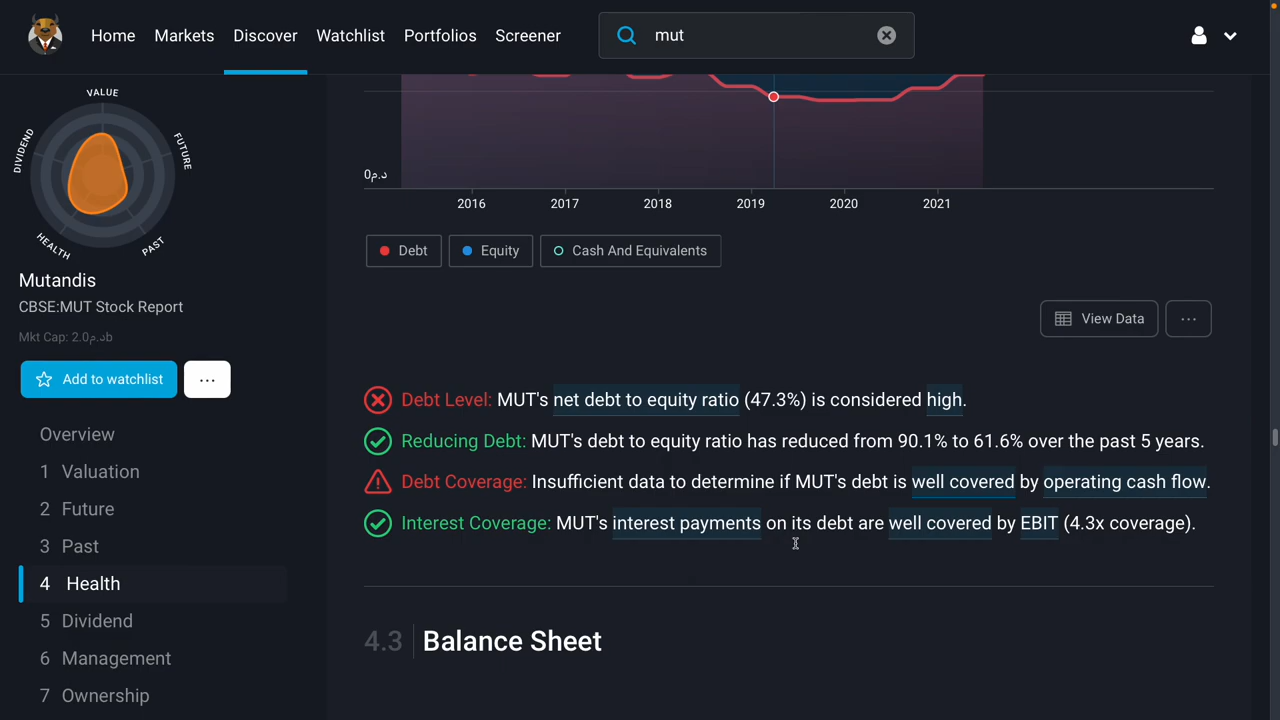 Home Markets Discover Watchlist Portfolios Screener
mut
VALUE
FUTURE
PAST
HEALTH
DIVIDEND
Mutandis
CBSE:MUT Stock Report
Mkt Cap: د.م2.0b
Add to watchlist
...
Overview
1 Valuation
2 Future
3 Past
4 Health
5 Dividend
6 Management
7 Ownership
د.م0
2016 2017 2018 2019 2020 2021
Debt Equity Cash And Equivalents
View Data ...
Debt Level: MUT's net debt to equity ratio (47.3%) is considered high.
Reducing Debt: MUT's debt to equity ratio has reduced from 90.1% to 61.6% over the past 5 years.
Debt Coverage: Insufficient data to determine if MUT's debt is well covered by operating cash flow.
Interest Coverage: MUT's interest payments on its debt are well covered by EBIT (4.3x coverage).
4.3 Balance Sheet